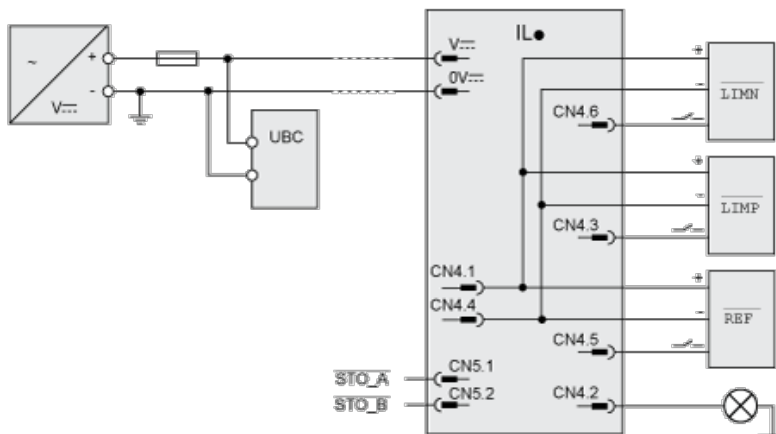 ~
+
-
V⎓
UBC
IL●
V⎓
0V⎓
CN4.6
CN4.3
CN4.1
CN4.4
CN4.5
CN5.1
CN5.2
CN4.2
STO_A
STO_B
+
-
LIMN
+
-
LIMP
+
-
REF